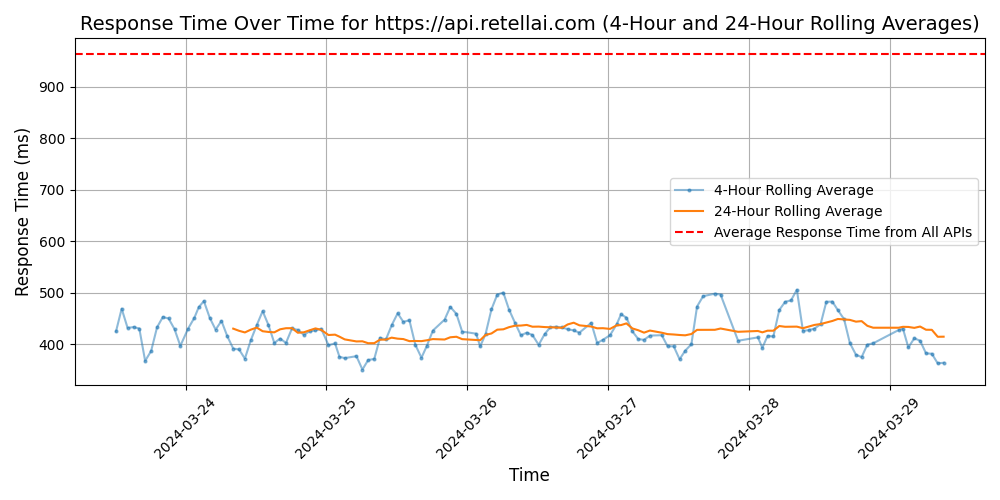 Response Time Over Time for https://api.retellai.com (4-Hour and 24-Hour Rolling Averages)
Response Time (ms)
900
800
700
600
500
400
4-Hour Rolling Average
24-Hour Rolling Average
Average Response Time from All APIs
2024-03-24
2024-03-25
2024-03-26
2024-03-27
2024-03-28
2024-03-29
Time